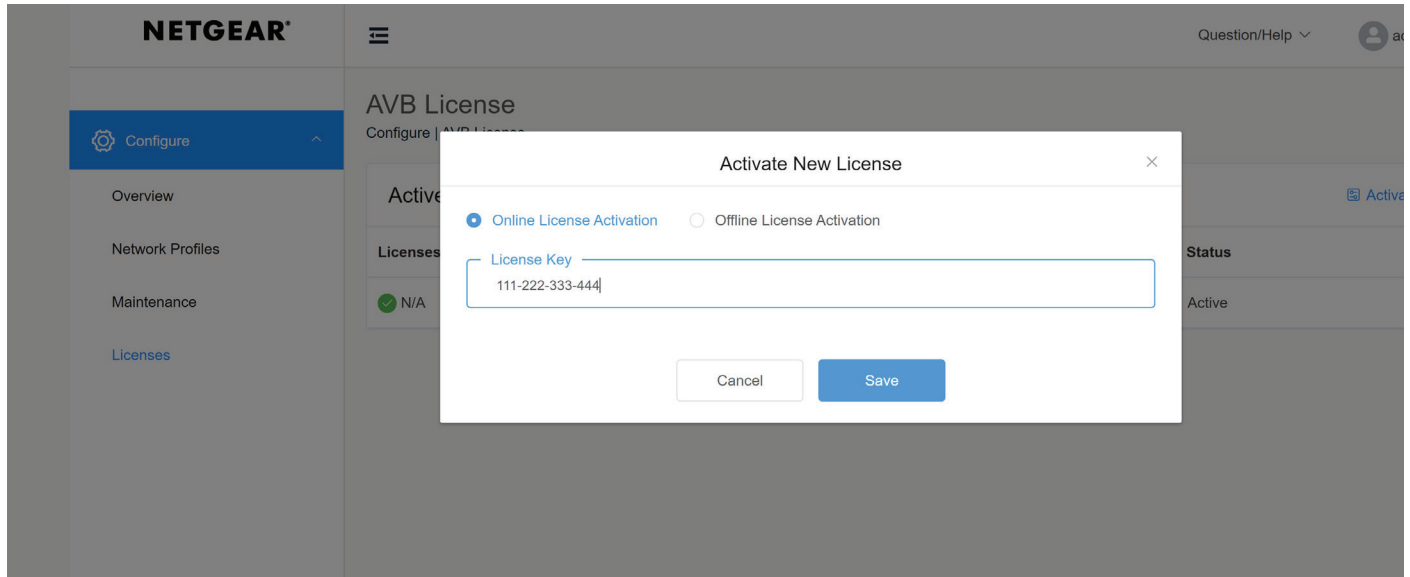 NETGEAR®
Question/Help
AVB License
Configure
Configure |
Activate New License
Overview
Online License Activation Offline License Activation
Network Profiles
Licenses
License Key
Status
111-222-333-444
Maintenance
N/A
Active
Licenses
Cancel Save